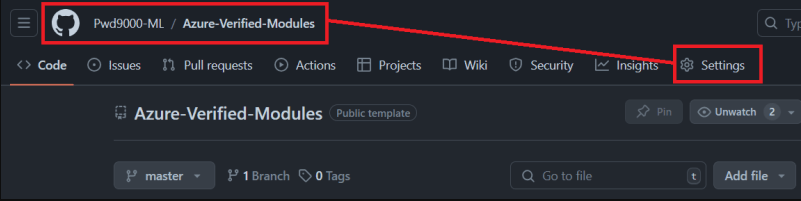 Pwd9000-ML / Azure-Verified-Modules Typ
Code Issues Pull requests Actions Projects Wiki Security Insights Settings
Azure-Verified-Modules Public template Pin Unwatch 2
master 1 Branch 0 Tags Go to file t Add file